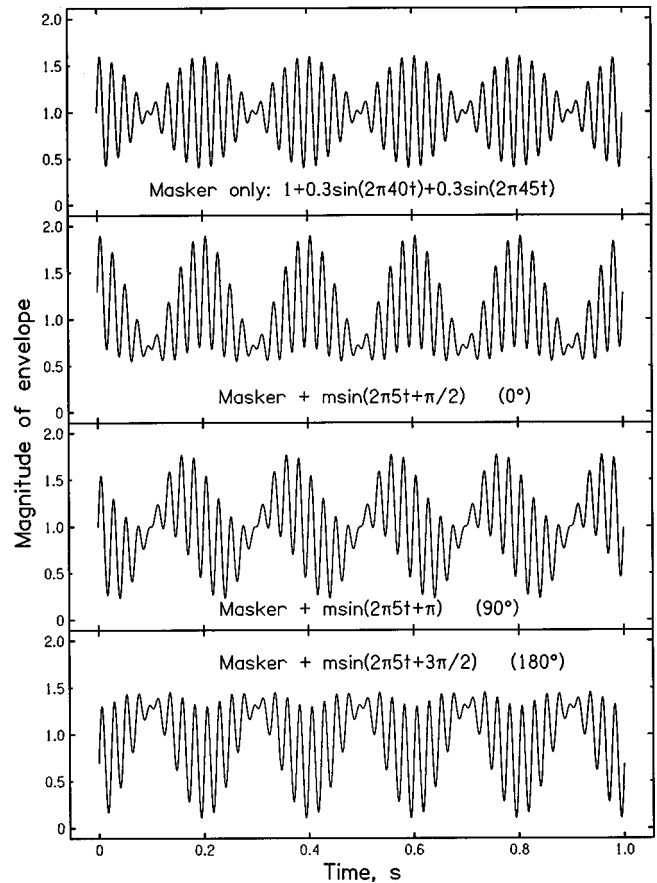 2.0
1.5
1.0
0.5
0
Masker only: 1+0.3sin(2π40t)+0.3sin(2π45t)
2.0
1.5
1.0
0.5
0
Masker + msin(2π5t+π/2) (0°)
2.0
1.5
1.0
0.5
0
Masker + msin(2π5t+π) (90°)
2.0
1.5
1.0
0.5
0
Masker + msin(2π5t+3π/2) (180°)
Magnitude of envelope
0 0.2 0.4 0.6 0.8 1.0
Time, s